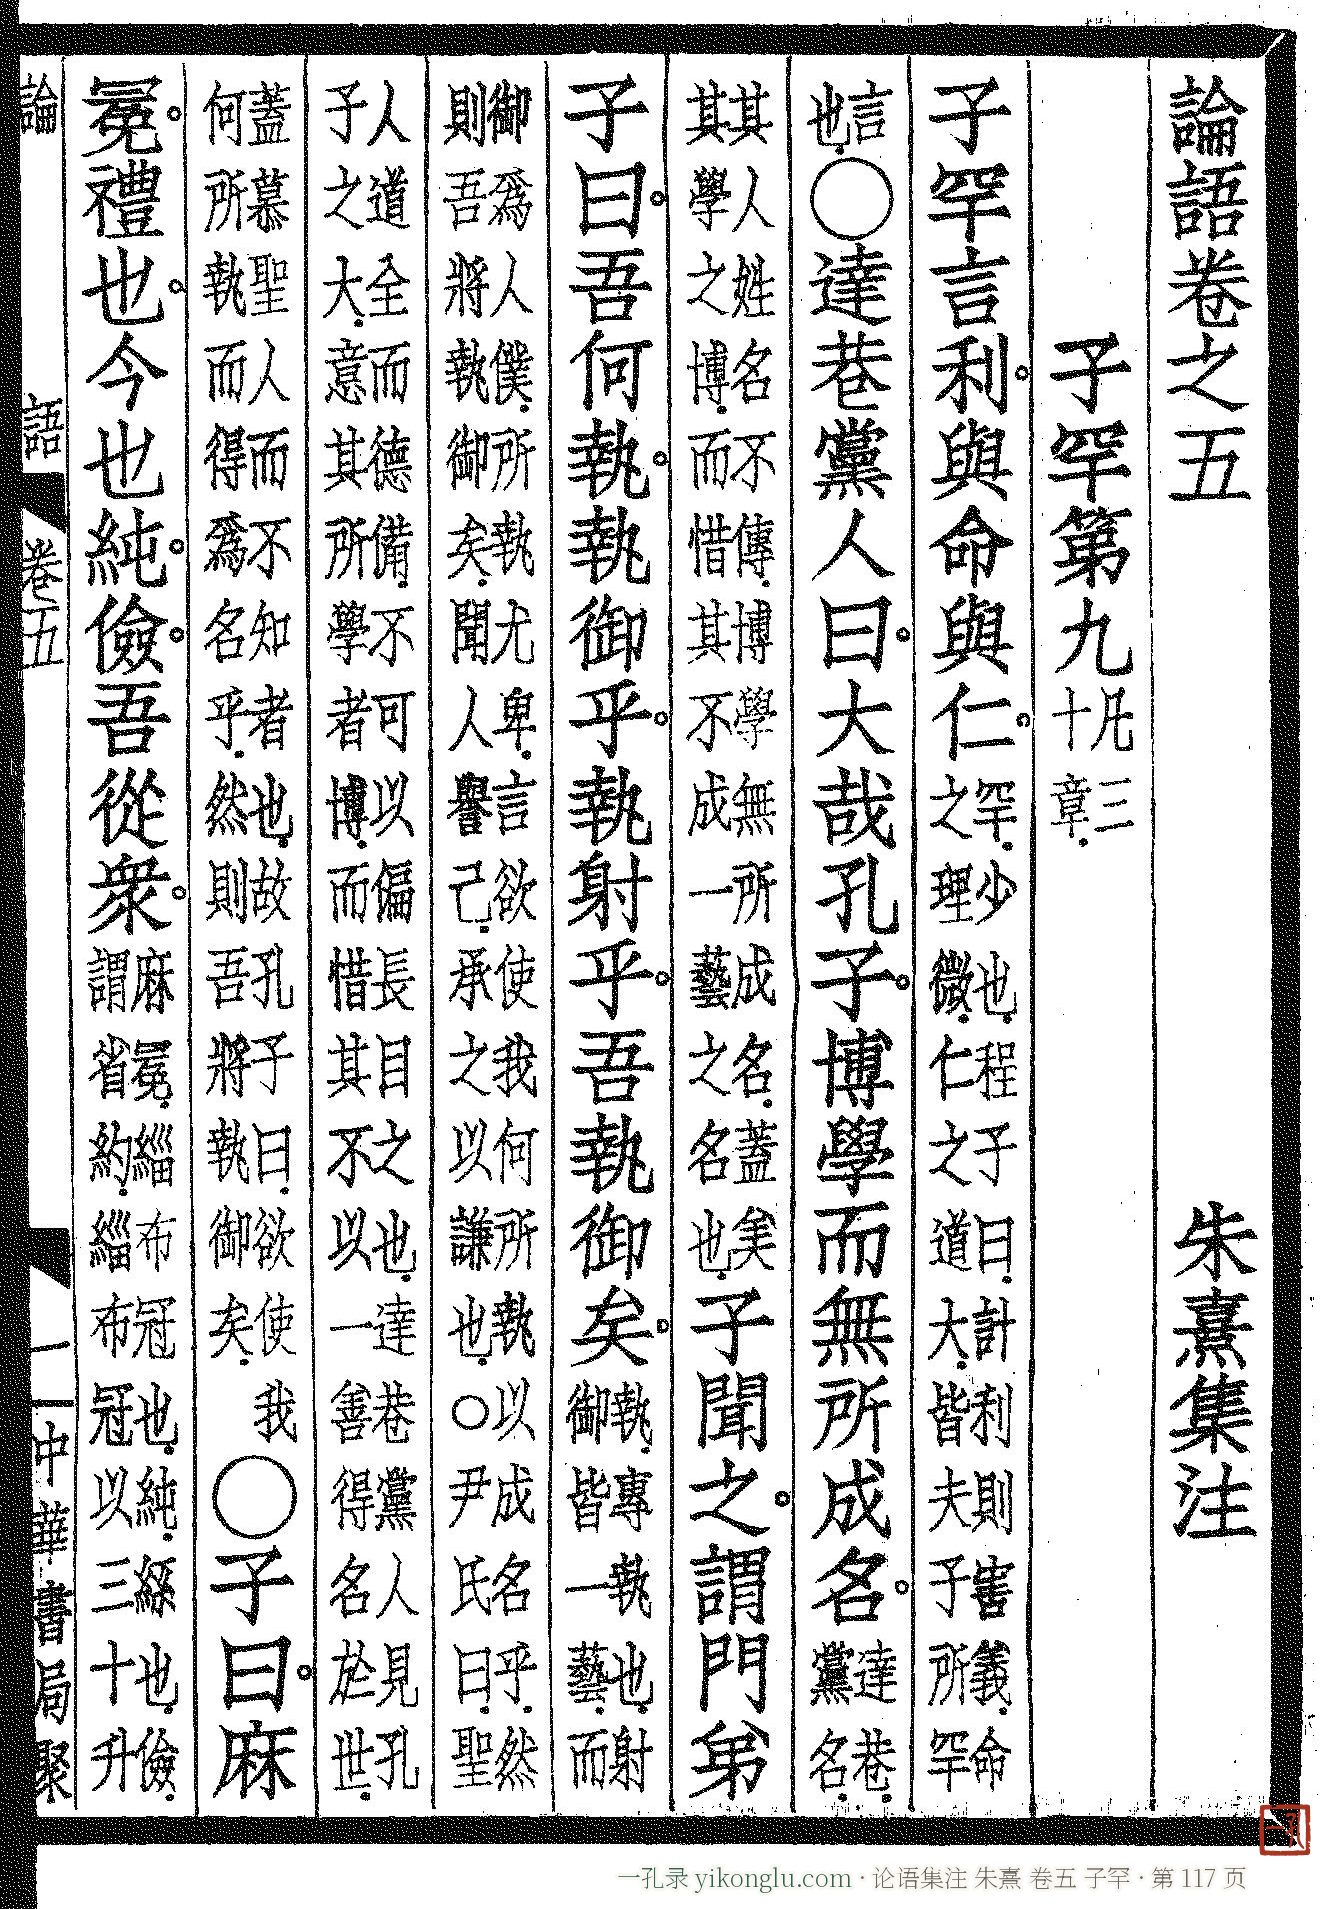 論語卷之五 朱熹集注
子罕第九 凡三十章．
子罕言利。與命與仁。罕．少也．程子曰．計利則害義．命之理微．仁之道大．皆夫子所罕
言也．○達巷黨人曰。大哉孔子。博學而無所成名。達巷．黨名．
其人姓名不傳．博學無所成名．蓋美其學之博．而惜其不成一藝之名也．子聞之。謂門弟
子曰。吾何執。執御乎。執射乎。吾執御矣。執．專執也．射御皆一藝．而
御爲人僕．所執尤卑．言欲使我何所執以成名乎．然則吾將執御矣．聞人譽己．承之以謙也．○尹氏曰．聖
人道全而德備．不可以偏長目之也．達巷黨人見孔子之大．意其所學者博．而惜其不以一善得名於世．
蓋慕聖人而不知者也．故孔子曰．欲使我何所執而得爲名乎．然則吾將執御矣．○子曰。麻
冕。禮也。今也純。儉。吾從衆。麻冕．緇布冠也．純．絲也．儉．謂省約．緇布冠以三十升
論語 卷五 一 中華書局聚
一孔录 yikonglu.com · 论语集注 朱熹 卷五 子罕 · 第 117 页